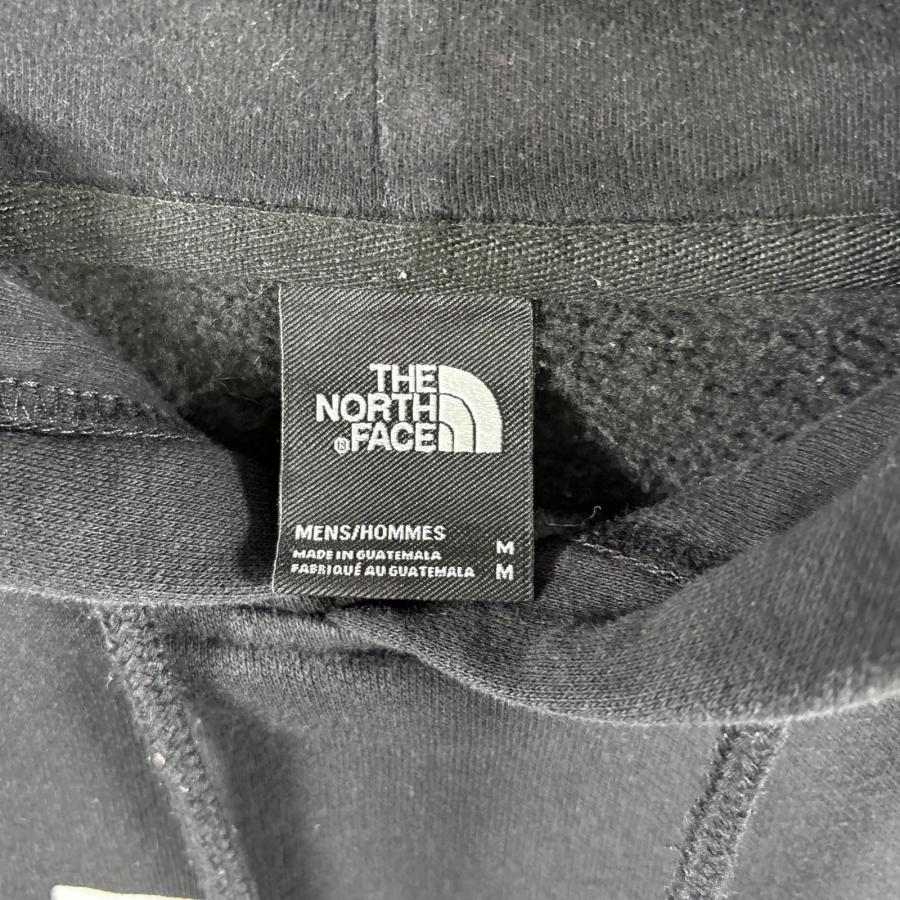 THE
NORTH
®FACE
MENS/HOMMES
MADE IN GUATEMALA M
FABRIQUÉ AU GUATEMALA M